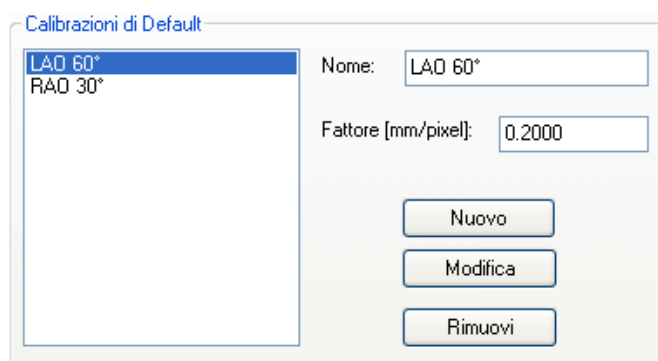 Calibrazioni di Default
LAO 60°
RAO 30°
Nome: LAO 60°
Fattore [mm/pixel]: 0.2000
Nuovo
Modifica
Rimuovi